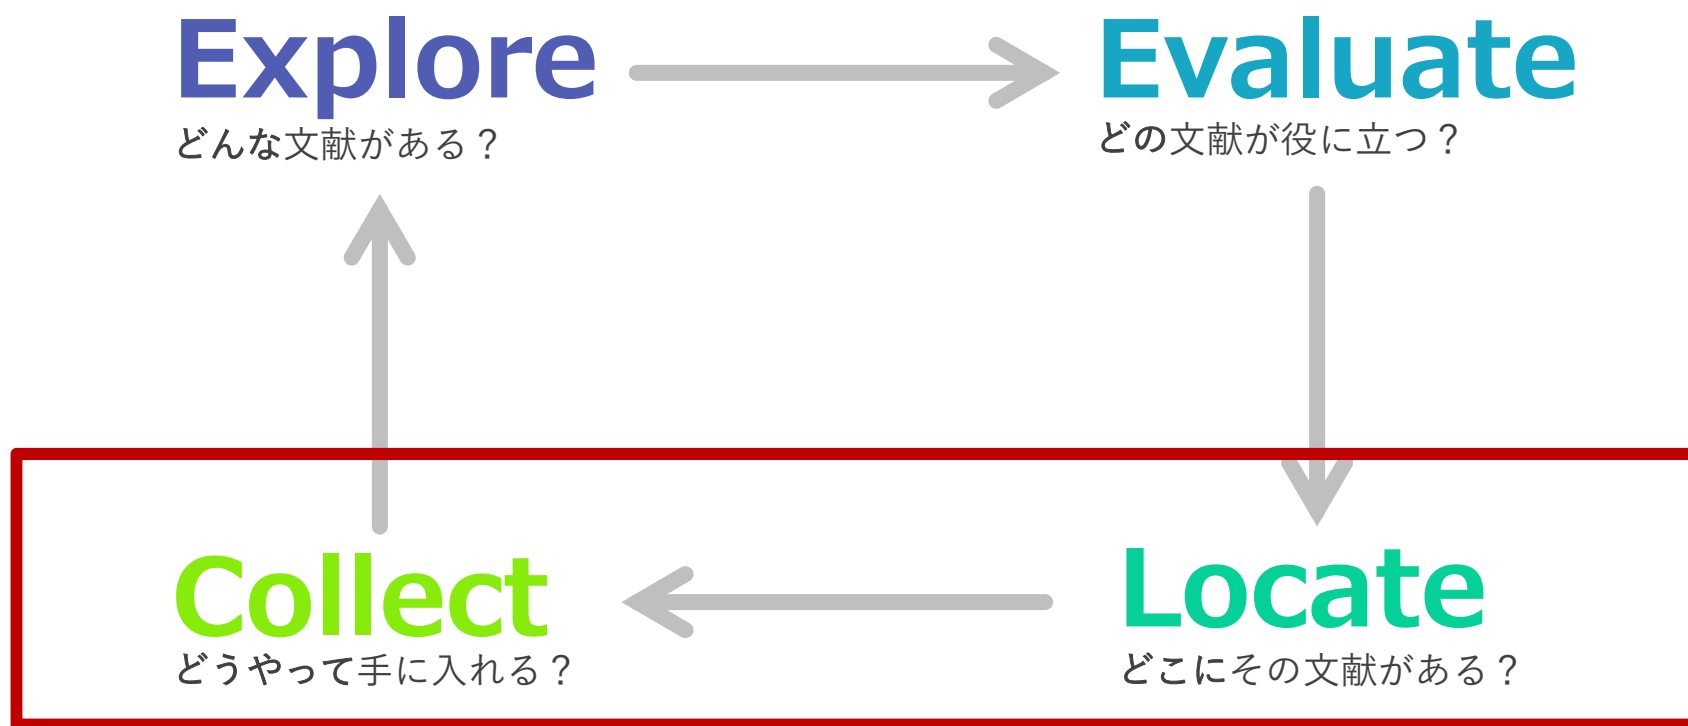 Explore
どんな文献がある？
Evaluate
どの文献が役に立つ？
Collect
どうやって手に入れる？
Locate
どこにその文献がある？